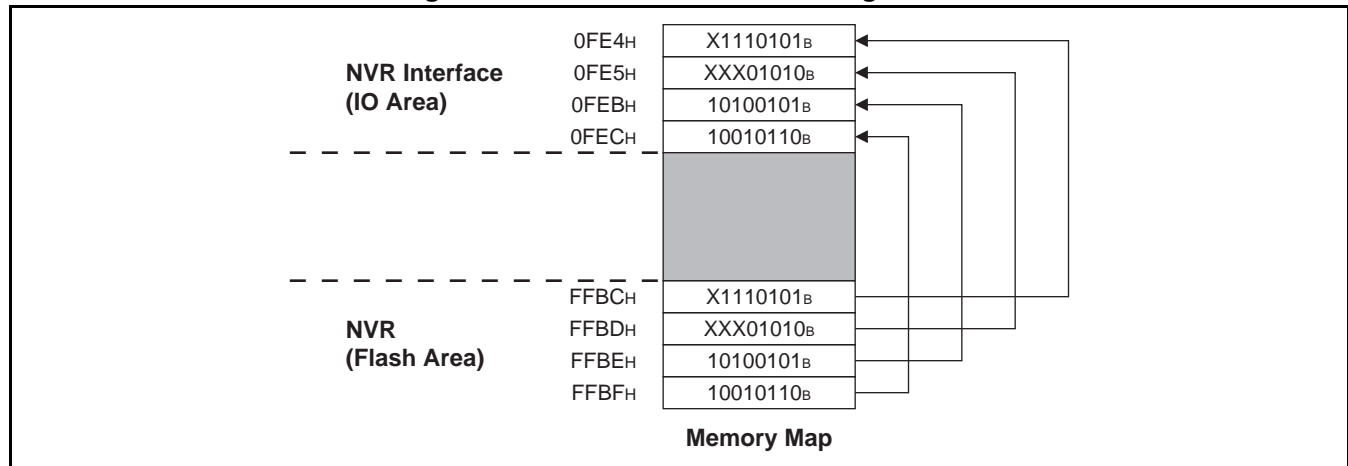 0FE4H X1110101B
NVR Interface 0FE5H XXX01010B
(IO Area) 0FEBH 10100101B
0FECH 10010110B
FFBCH X1110101B
NVR FFBDH XXX01010B
(Flash Area) FFBEH 10100101B
FFBFH 10010110B
Memory Map